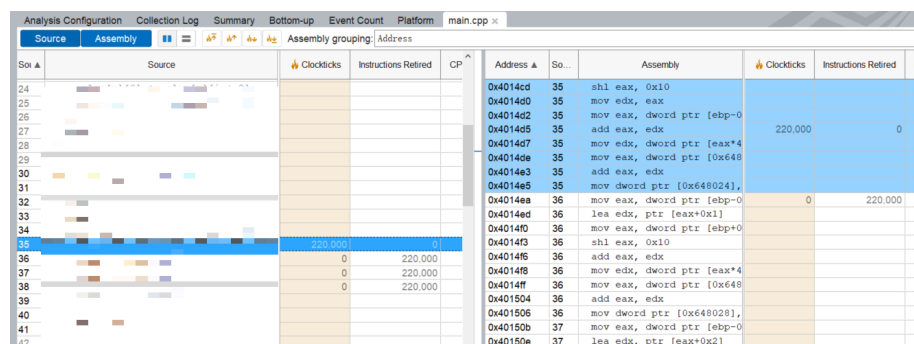 Analysis Configuration Collection Log Summary Bottom-up Event Count Platform main.cpp ×
Source Assembly Assembly grouping: Address
Sou ▲ Source Clockticks Instructions Retired CP
24
25
26
27
28
29
30
31
32
33
34
35 220,000 0
36 0 220,000
37 0 220,000
38 0 220,000
39
40
41
42
Address ▲ So... Assembly Clockticks Instructions Retired
0x4014cd 35 shl eax, 0x10
0x4014d0 35 mov edx, eax
0x4014d2 35 mov eax, dword ptr [ebp-0
0x4014d5 35 add eax, edx 220,000 0
0x4014d7 35 mov edx, dword ptr [eax*4
0x4014de 35 mov eax, dword ptr [0x648
0x4014e3 35 add eax, edx
0x4014e5 35 mov dword ptr [0x648024],
0x4014ea 36 mov eax, dword ptr [ebp-0 0 220,000
0x4014ed 36 lea edx, ptr [eax+0x1]
0x4014f0 36 mov eax, dword ptr [ebp+0
0x4014f3 36 shl eax, 0x10
0x4014f6 36 add eax, edx
0x4014f8 36 mov edx, dword ptr [eax*4
0x4014ff 36 mov eax, dword ptr [0x648
0x401504 36 add eax, edx
0x401506 36 mov dword ptr [0x648028],
0x40150b 37 mov eax, dword ptr [ebp-0
0x40150e 37 lea edx, ptr [eax+0x2]